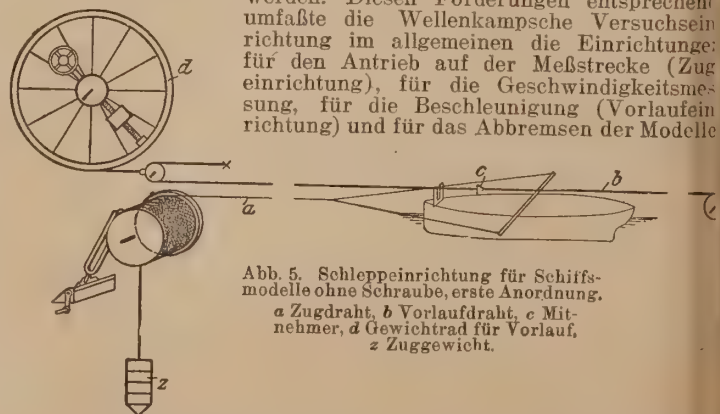 werden. Diesen Forderungen entsprechen
umfaßte die Wellenkampsche Versuchsein
richtung im allgemeinen die Einrichtunge
für den Antrieb auf der Meßstrecke (Zug
einrichtung), für die Geschwindigkeitsmes
sung, für die Beschleunigung (Vorlaufein
richtung) und für das Abbremsen der Modelle
d
c
b
a
z
Abb. 5. Schleppeinrichtung für Schiffs-
modelle ohne Schraube, erste Anordnung.
a Zugdraht, b Vorlaufdraht, c Mit-
nehmer, d Gewichtrad für Vorlauf,
z Zuggewicht.